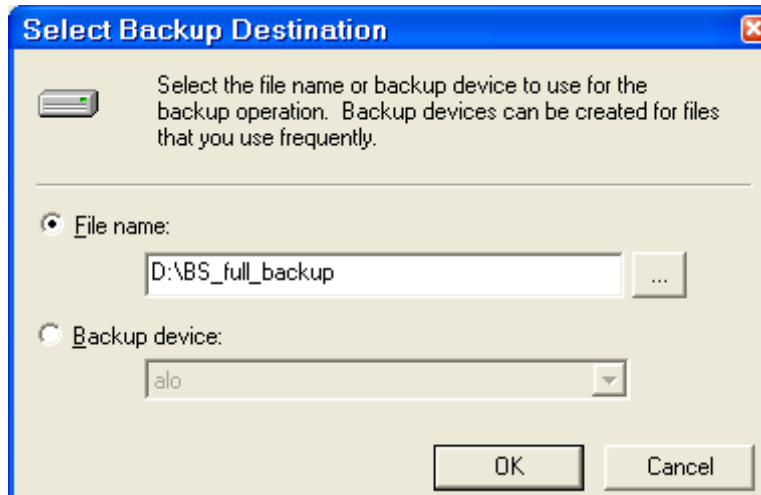 Select Backup Destination
Select the file name or backup device to use for the
backup operation.  Backup devices can be created for files
that you use frequently.
File name:
D:\BS_full_backup
...
Backup device:
alo
OK
Cancel